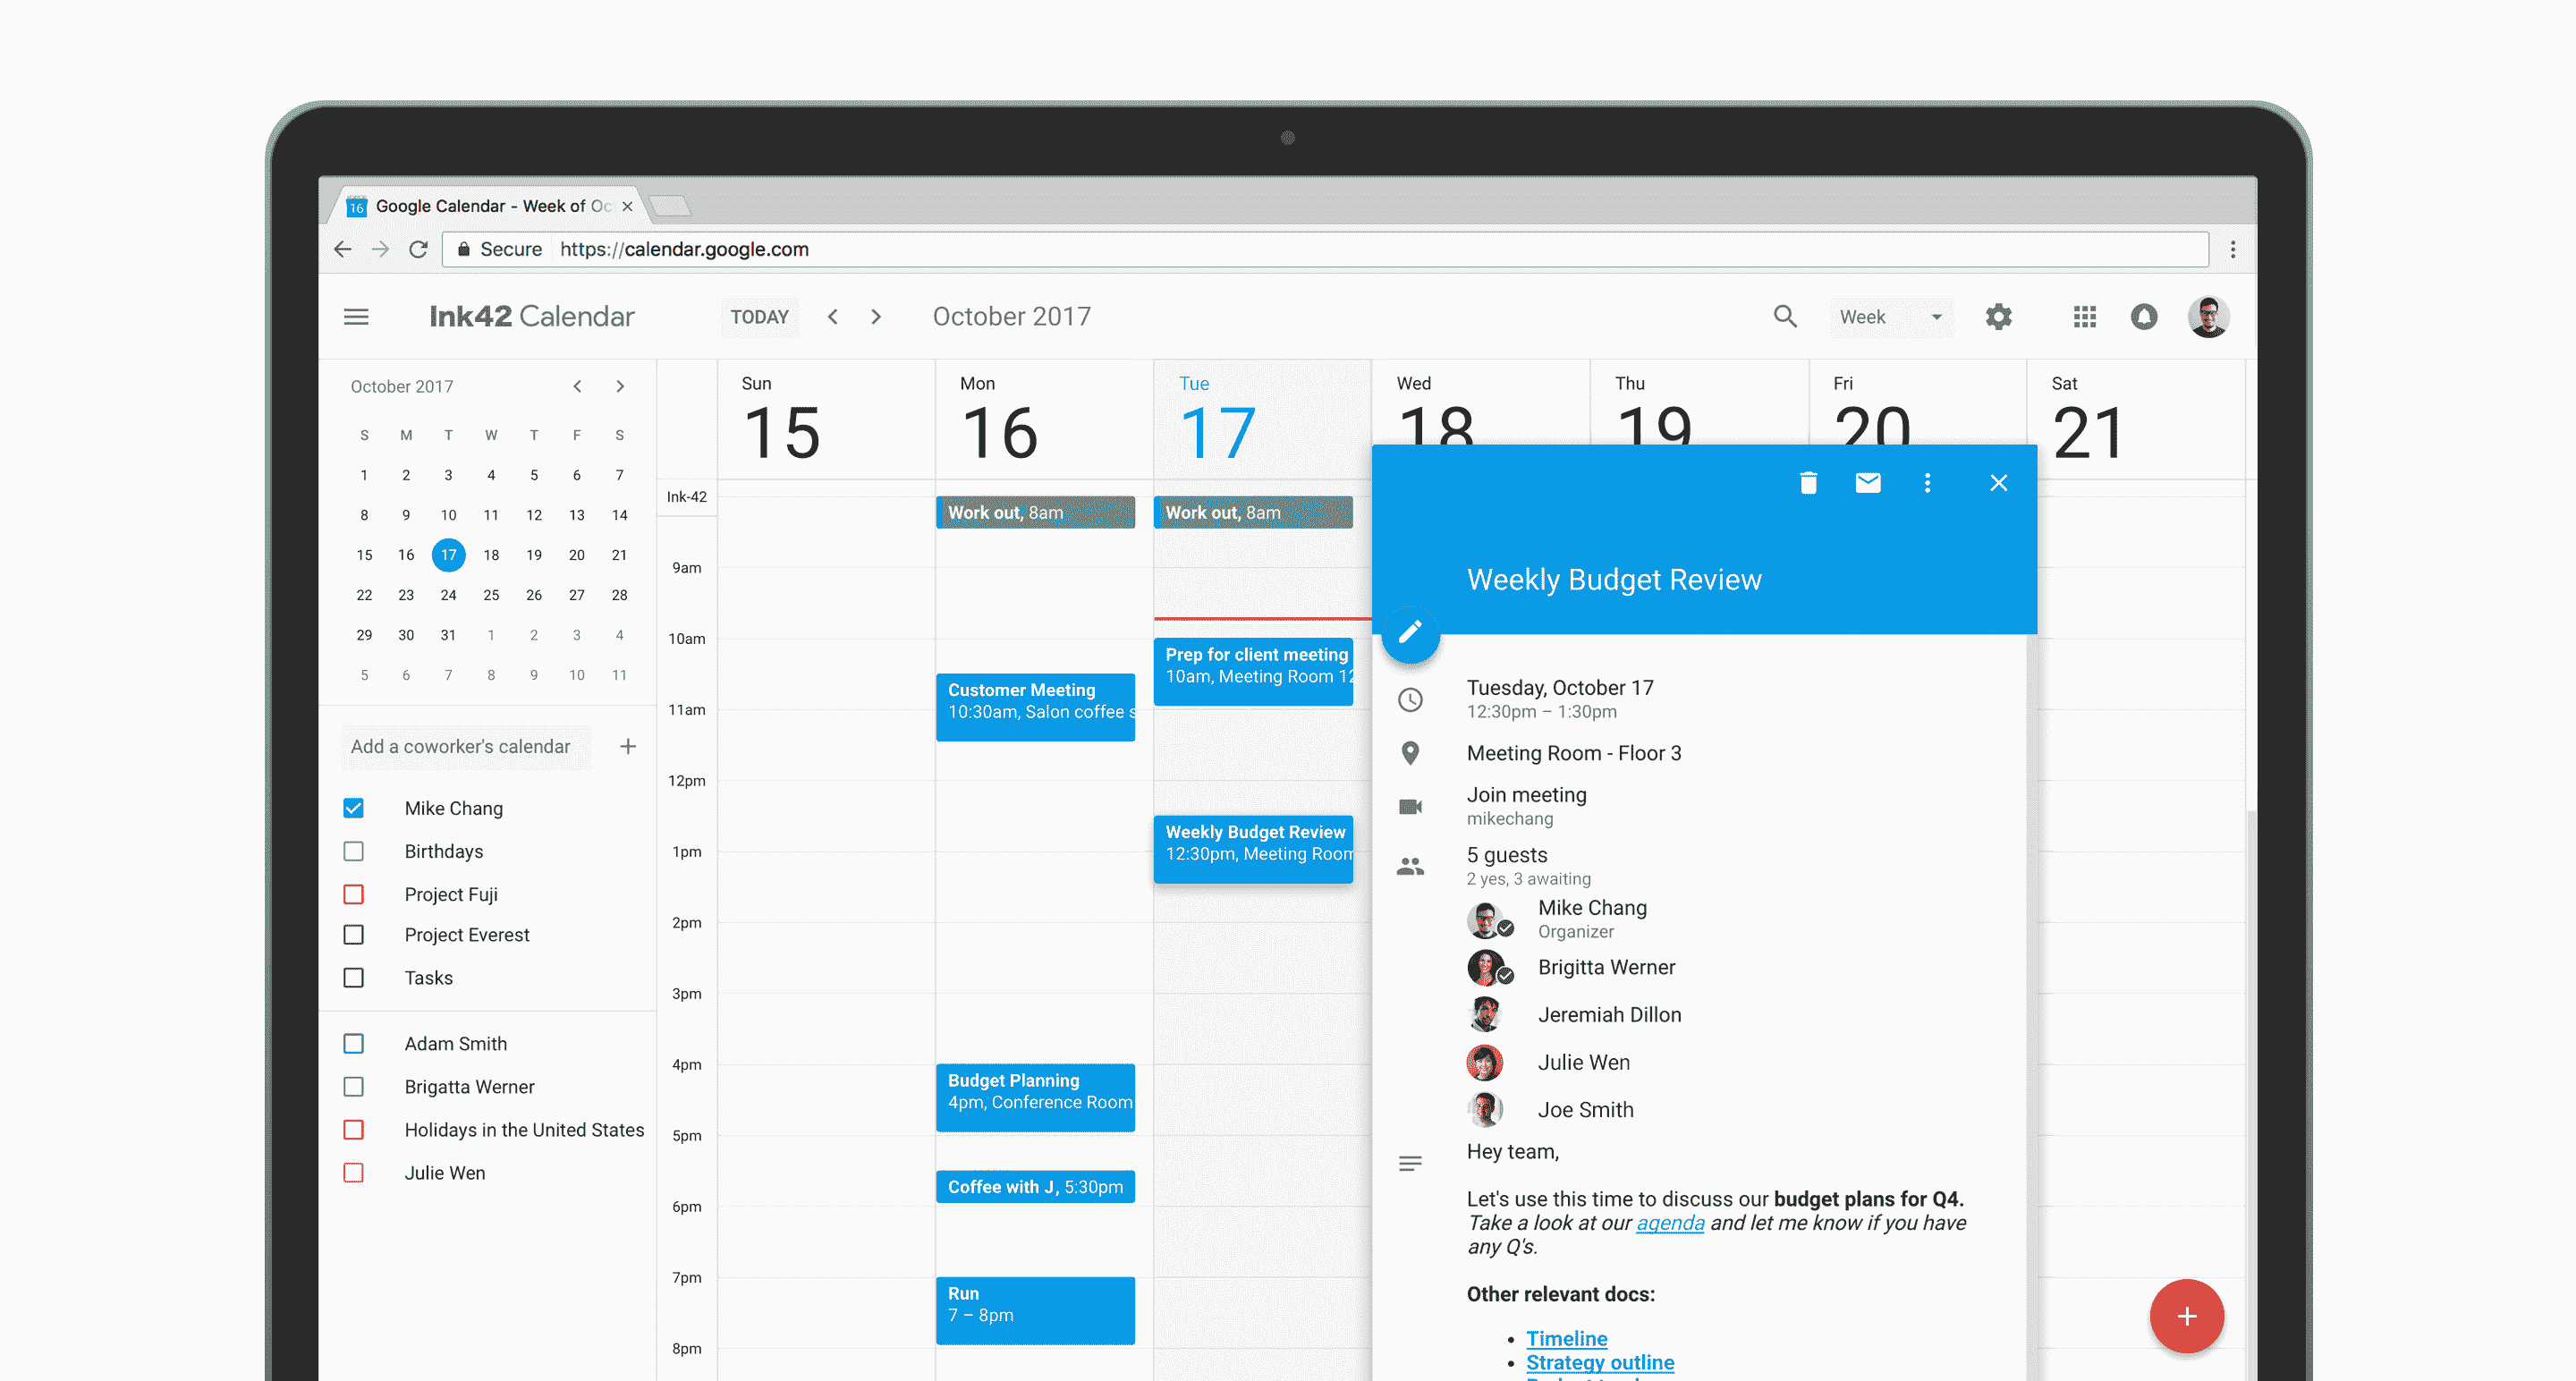 16 Google Calendar - Week of Oc
Secure https://calendar.google.com
Ink42 Calendar
TODAY
October 2017
Week
October 2017
S M T W T F S
1 2 3 4 5 6 7
8 9 10 11 12 13 14
15 16 17 18 19 20 21
22 23 24 25 26 27 28
29 30 31 1 2 3 4
5 6 7 8 9 10 11
Add a coworker's calendar
Mike Chang
Birthdays
Project Fuji
Project Everest
Tasks
Adam Smith
Brigatta Werner
Holidays in the United States
Julie Wen
Sun Mon Tue Wed Thu Fri Sat
15 16 17 18 19 20 21
Ink-42
9am
10am
11am
12pm
1pm
2pm
3pm
4pm
5pm
6pm
7pm
8pm
Work out, 8am
Customer Meeting
10:30am, Salon coffee s
Budget Planning
4pm, Conference Room
Coffee with J, 5:30pm
Run
7 – 8pm
Work out, 8am
Prep for client meeting
10am, Meeting Room 12
Weekly Budget Review
12:30pm, Meeting Room
Weekly Budget Review
Tuesday, October 17
12:30pm – 1:30pm
Meeting Room - Floor 3
Join meeting
mikechang
5 guests
2 yes, 3 awaiting
Mike Chang
Organizer
Brigitta Werner
Jeremiah Dillon
Julie Wen
Joe Smith
Hey team,
Let's use this time to discuss our budget plans for Q4.
Take a look at our agenda and let me know if you have
any Q's.
Other relevant docs:
• Timeline
• Strategy outline